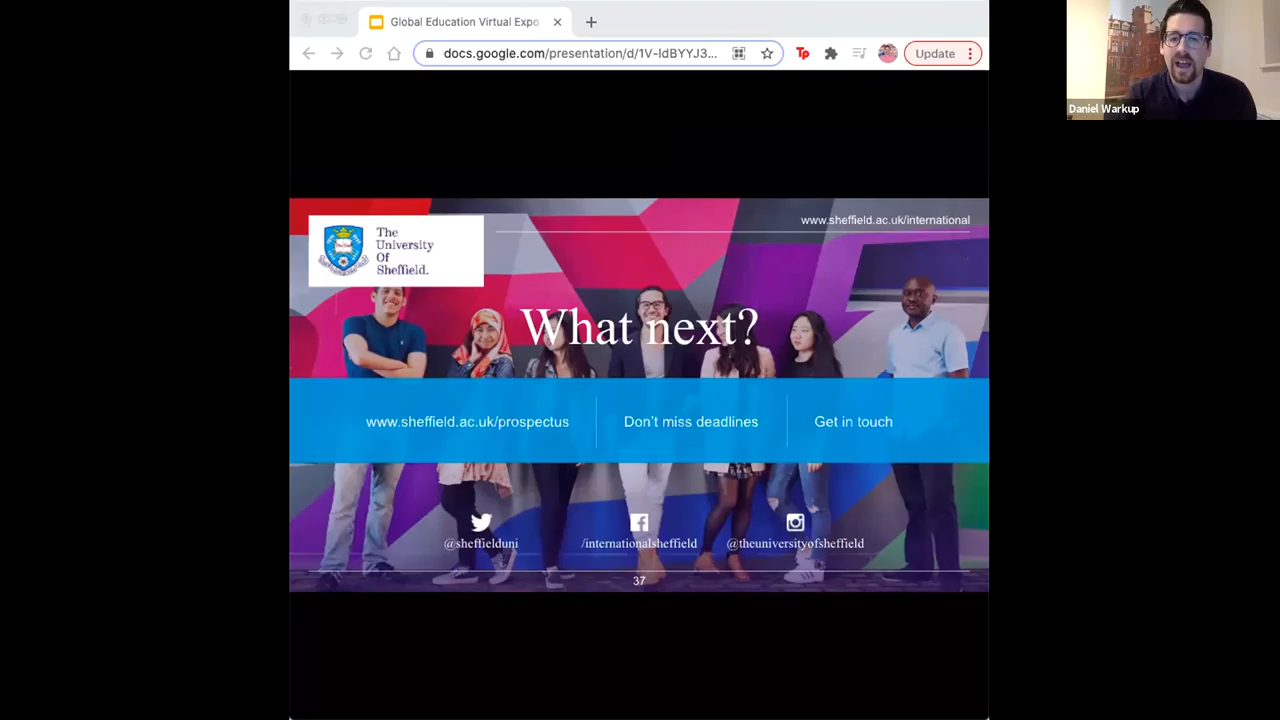 Global Education Virtual Expo
docs.google.com/presentation/d/1V-ldBYYJ3...
Tp
Update
Daniel Warkup
www.sheffield.ac.uk/international
The
University
Of
Sheffield.
What next?
www.sheffield.ac.uk/prospectus
Don't miss deadlines
Get in touch
@sheffielduni
/internationalsheffield
@theuniversityofsheffield
37